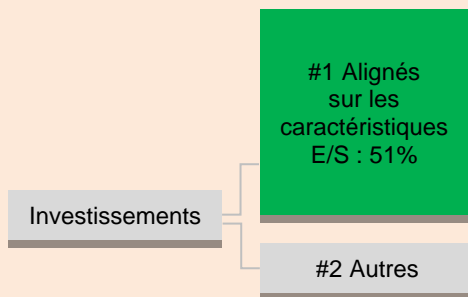 #1 Alignés
sur les
caractéristiques
E/S : 51%
Investissements
#2 Autres